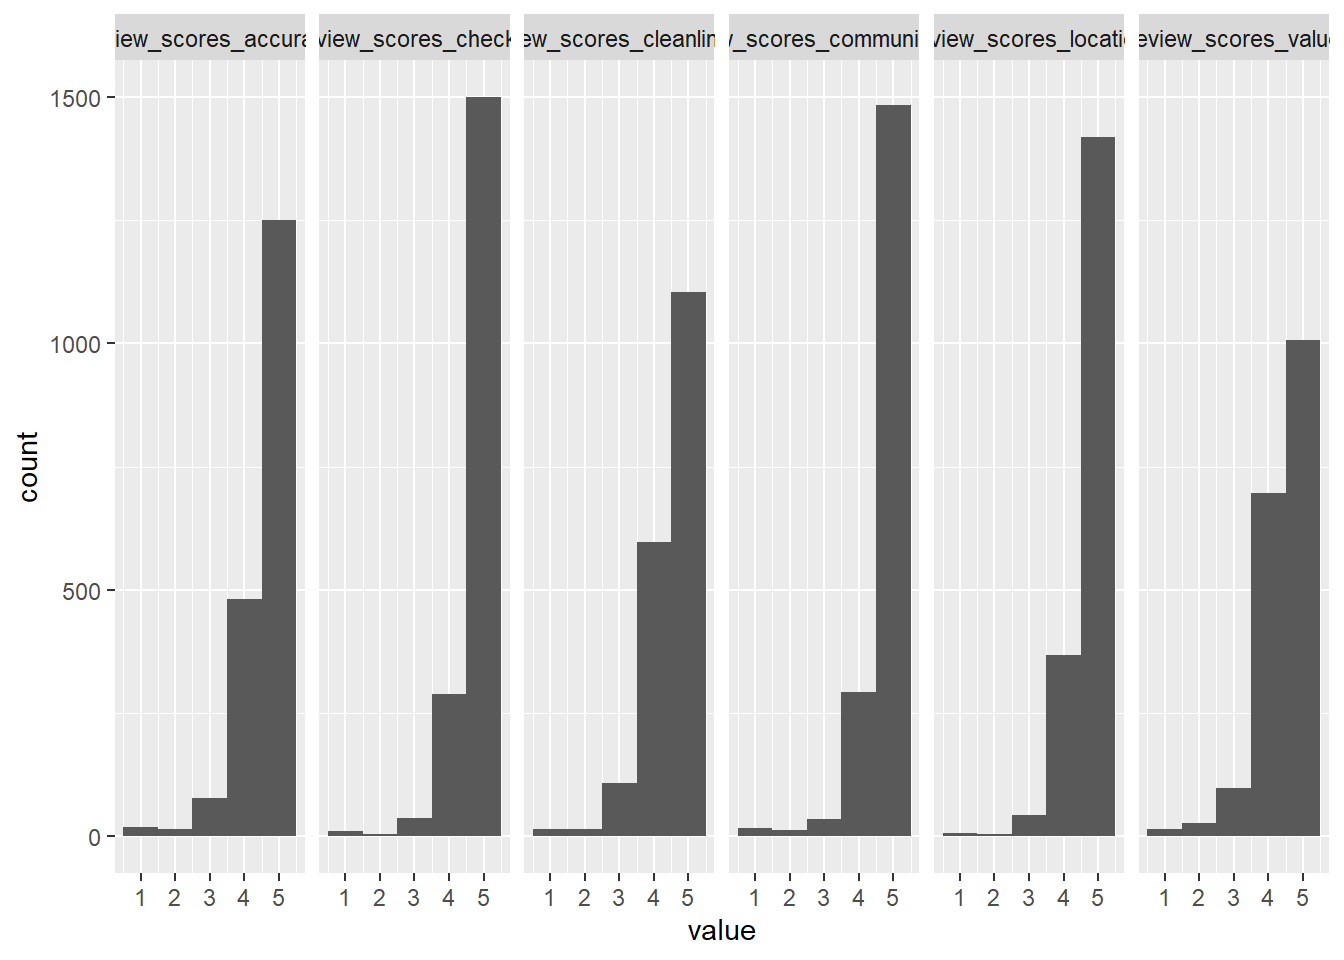 iew_scores_accura
view_scores_check
ew_scores_cleanlin
y_scores_communi
view_scores_locati
eview_scores_value
1500
1000
500
0
count
1 2 3 4 5
1 2 3 4 5
1 2 3 4 5
1 2 3 4 5
1 2 3 4 5
1 2 3 4 5
value